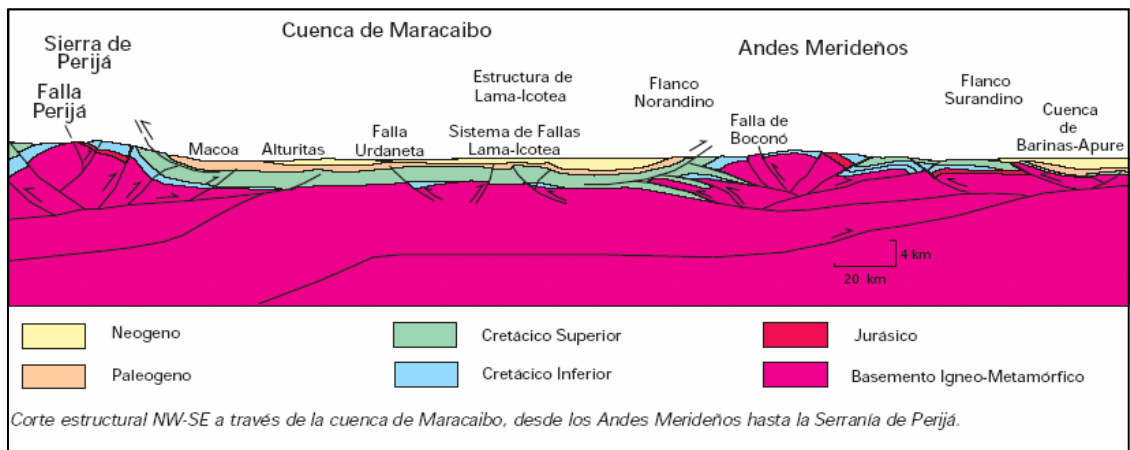 Cuenca de Maracaibo
Sierra de
Perijá
Falla
Perijá
Andes Merideños
Estructura de
Lama-Icotea
Flanco
Norandino
Flanco
Surandino
Macoa
Alturitas
Falla
Urdaneta
Sistema de Fallas
Lama-Icotea
Falla de
Boconó
Cuenca
de
Barinas-Apure
4 km
20 km
Neogeno
Cretácico Superior
Jurásico
Paleogeno
Cretácico Inferior
Basemento Igneo-Metamórfico
Corte estructural NW-SE a través de la cuenca de Maracaibo, desde los Andes Merideños hasta la Serranía de Perijá.